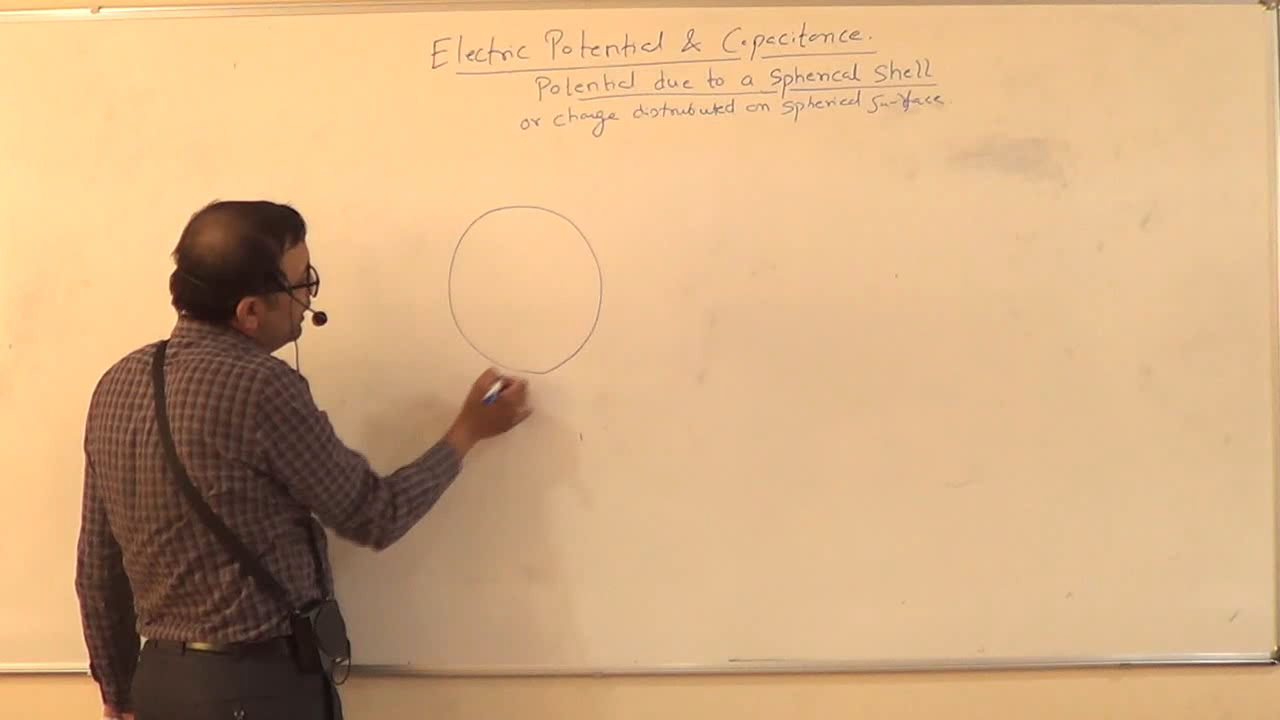 Electric Potential & Capacitance.
Potential due to a Spherical Shell
or charge distributed on spherical Surface.